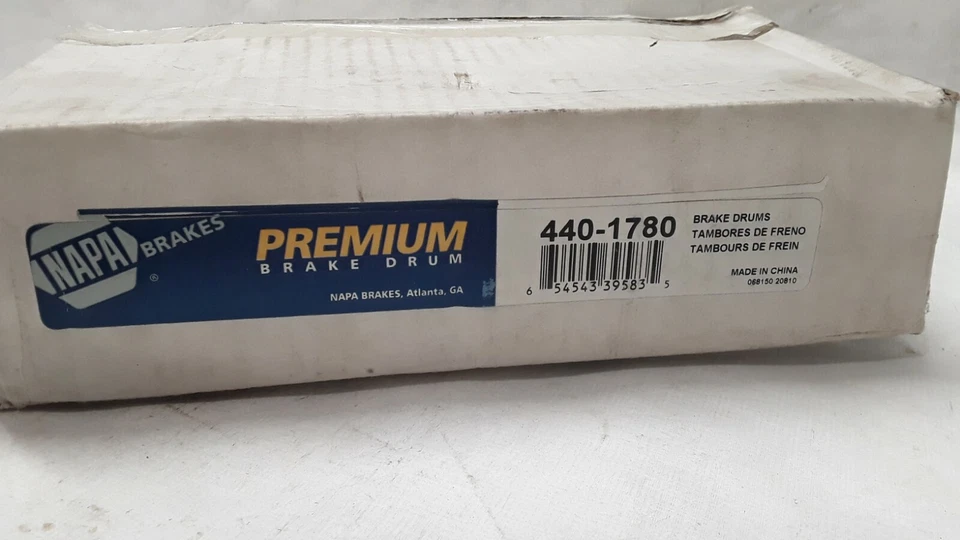 NAPA BRAKES
®
PREMIUM
BRAKE DRUM
NAPA BRAKES, Atlanta, GA
440-1780
6 54543 39583 5
BRAKE DRUMS
TAMBORES DE FRENO
TAMBOURS DE FREIN
MADE IN CHINA
068150 20810